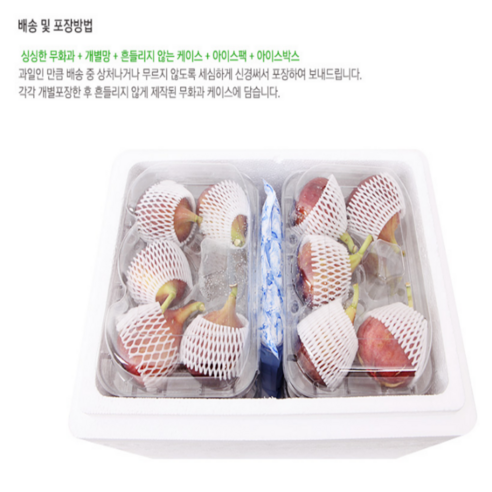 배송 및 포장방법
싱싱한 무화과 + 개별망 + 흔들리지 않는 케이스 + 아이스팩 + 아이스박스
과일인 만큼 배송 중 상처나거나 무르지 않도록 세심하게 신경써서 포장하여 보내드립니다.
각각 개별포장한 후 흔들리지 않게 제작된 무화과 케이스에 담습니다.